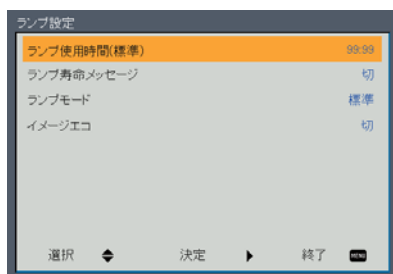 ランプ設定
ランプ使用時間(標準) 99:99
ランプ寿命メッセージ 切
ランプモード 標準
イメージエコ 切
選択 決定 終了 MENU